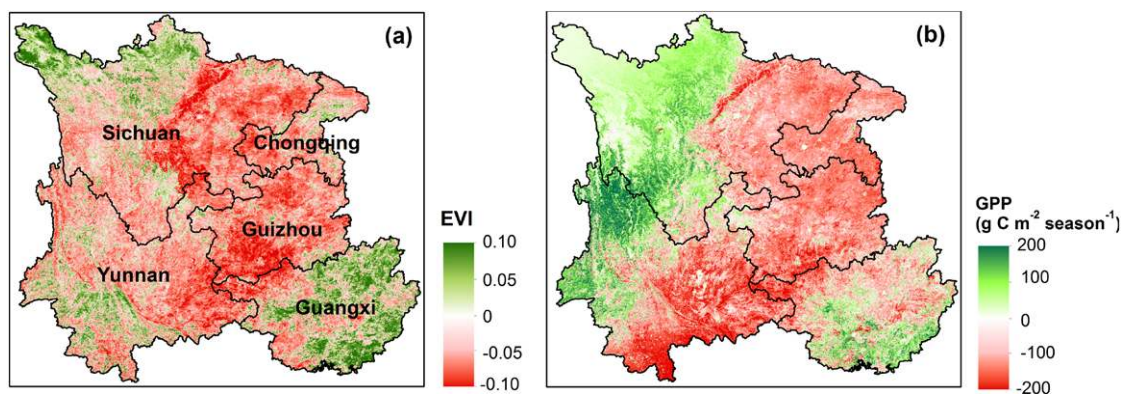 (a)
Sichuan
Chongqing
Guizhou
Yunnan
Guangxi
EVI
0.10
0.05
0
-0.05
-0.10
(b)
GPP
(g C m⁻² season⁻¹)
200
100
0
-100
-200